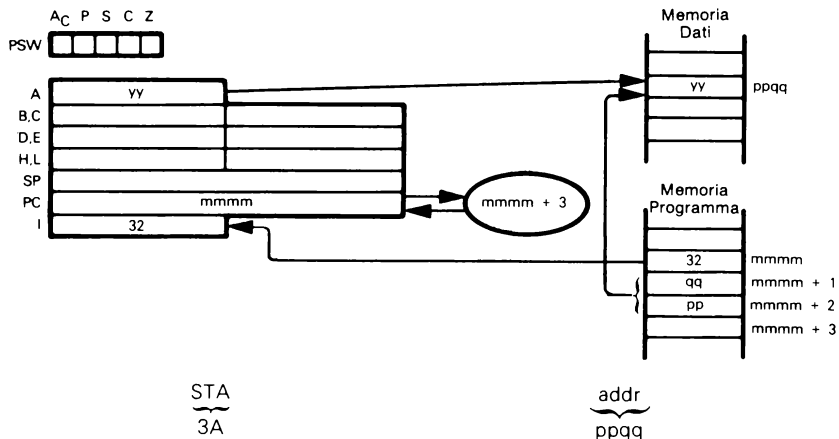 A_C P S C Z
PSW
A yy
B,C
D,E
H,L
SP
PC mmmm
I 32
mmmm + 3
Memoria
Dati
yy ppqq
Memoria
Programma
32 mmmm
qq mmmm + 1
pp mmmm + 2
mmmm + 3
STA addr
3A ppqq